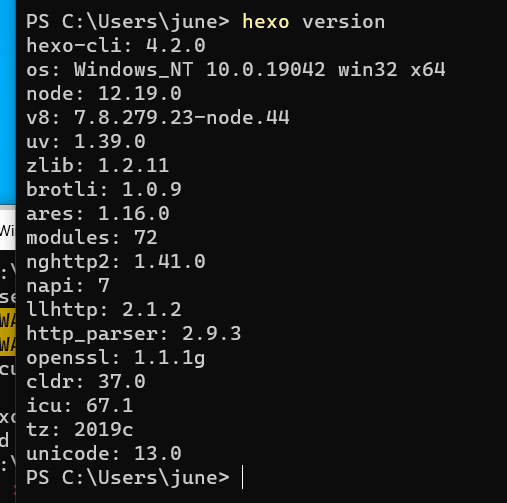 PS C:\Users\june> hexo version
hexo-cli: 4.2.0
os: Windows_NT 10.0.19042 win32 x64
node: 12.19.0
v8: 7.8.279.23-node.44
uv: 1.39.0
zlib: 1.2.11
brotli: 1.0.9
ares: 1.16.0
modules: 72
nghttp2: 1.41.0
napi: 7
llhttp: 2.1.2
http_parser: 2.9.3
openssl: 1.1.1g
cldr: 37.0
icu: 67.1
tz: 2019c
unicode: 13.0
PS C:\Users\june>